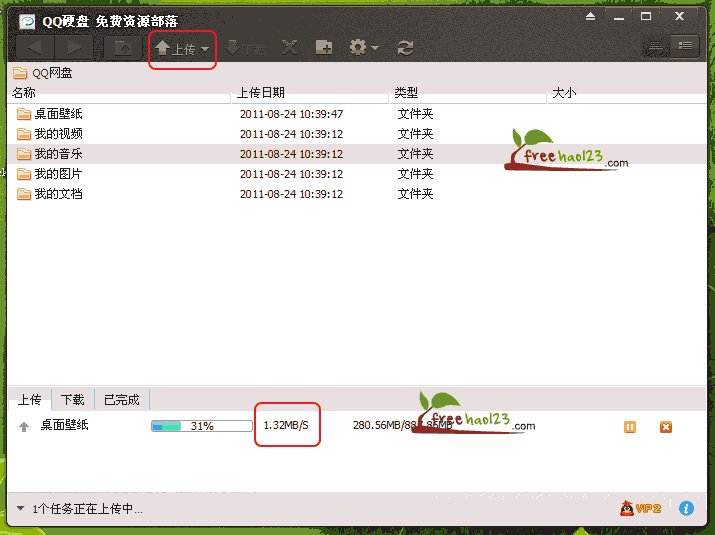 QQ硬盘 免费资源部落
上传 下载
QQ网盘
名称 上传日期 类型 大小
桌面壁纸 2011-08-24 10:39:47 文件夹
我的视频 2011-08-24 10:39:12 文件夹
我的音乐 2011-08-24 10:39:12 文件夹
我的图片 2011-08-24 10:39:12 文件夹
我的文档 2011-08-24 10:39:12 文件夹
freehao123.com
上传 下载 已完成
桌面壁纸 31% 1.32MB/S 280.56MB/
freehao123.com
1个任务正在上传中... VIP2